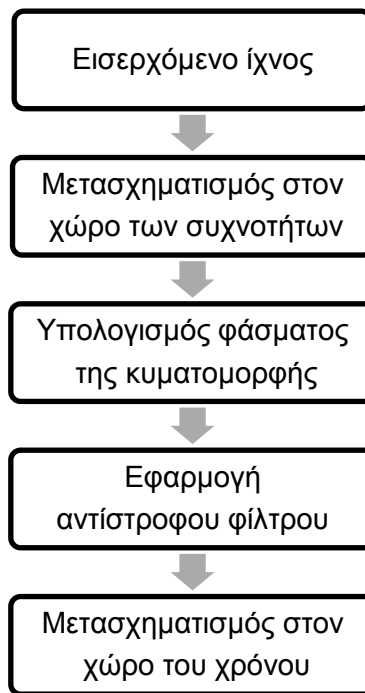 Εισερχόμενο ίχνος
Μετασχηματισμός στον
χώρο των συχνοτήτων
Υπολογισμός φάσματος
της κυματομορφής
Εφαρμογή
αντίστροφου φίλτρου
Μετασχηματισμός στον
χώρο του χρόνου